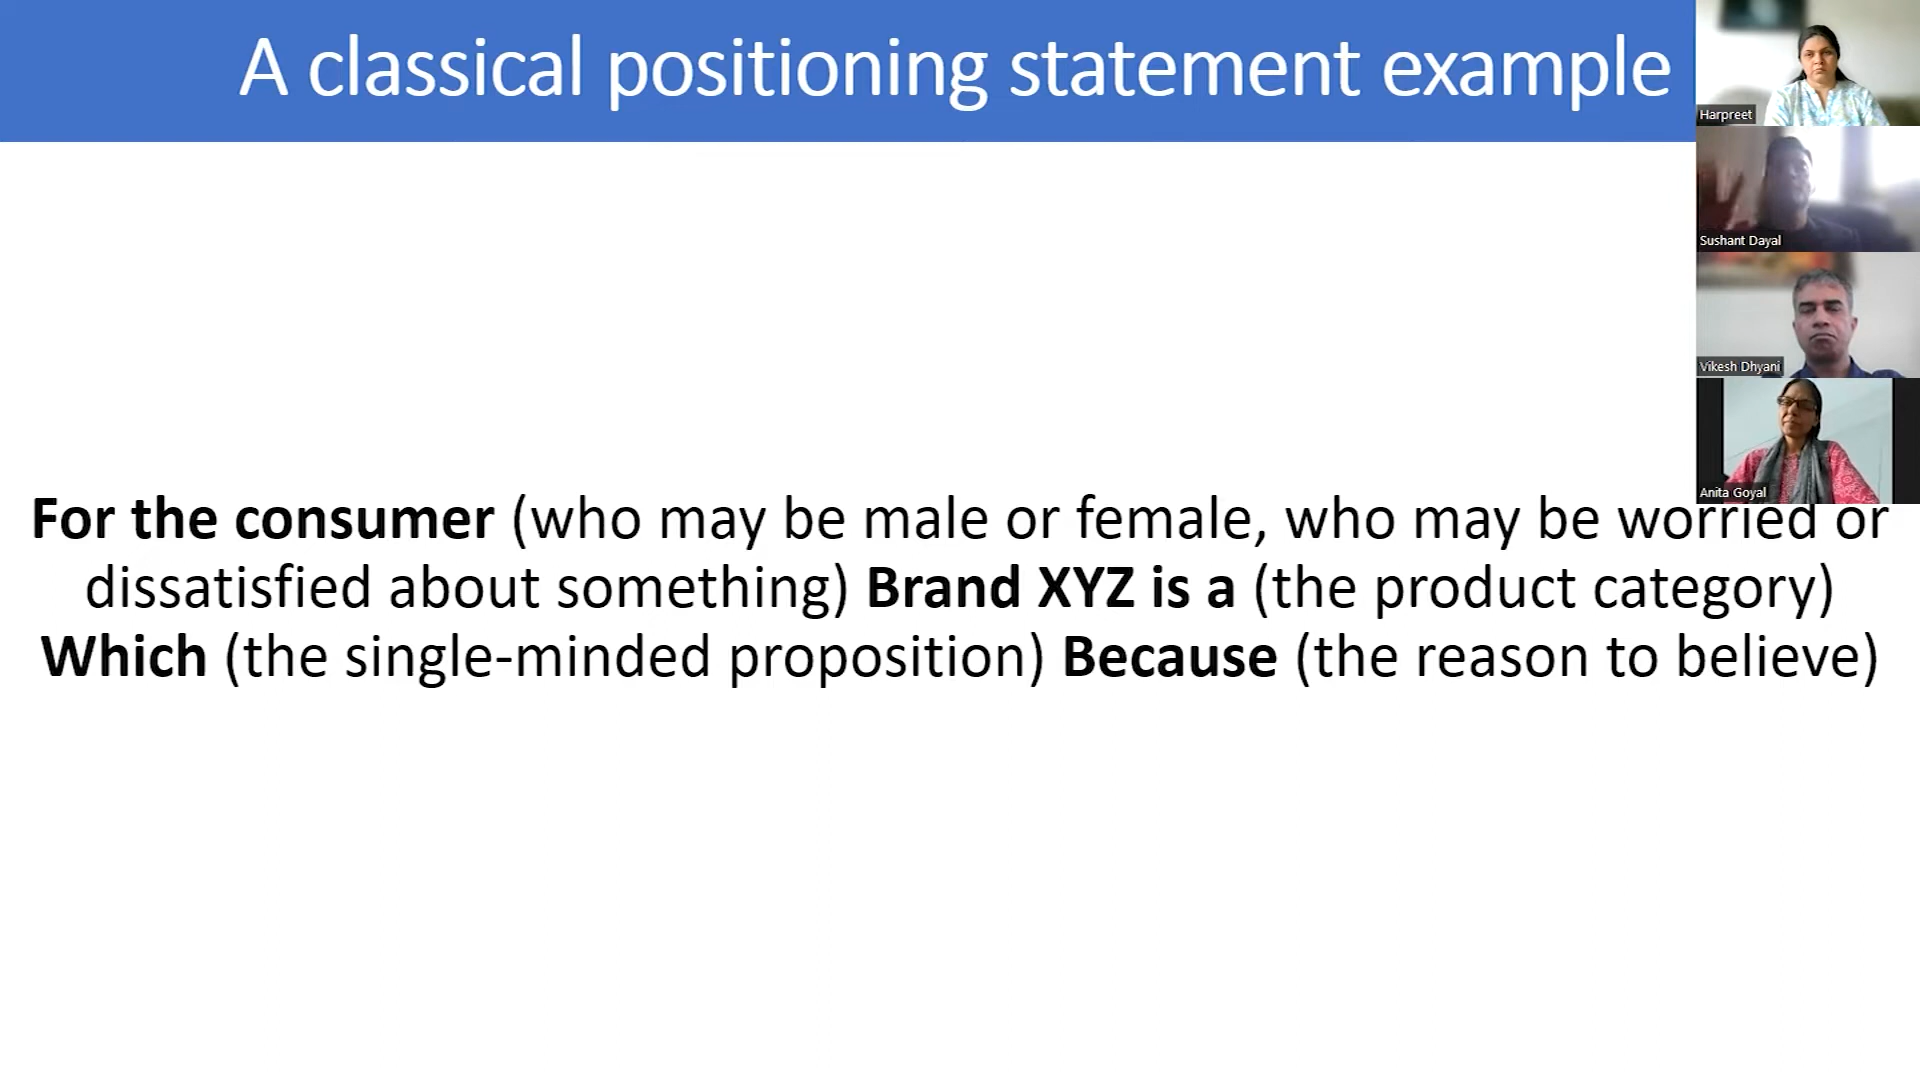 A classical positioning statement example
Harpreet
Sushant Dayal
Vikesh Dhyani
Anita Goyal
For the consumer (who may be male or female, who may be worried or
dissatisfied about something) Brand XYZ is a (the product category)
Which (the single-minded proposition) Because (the reason to believe)